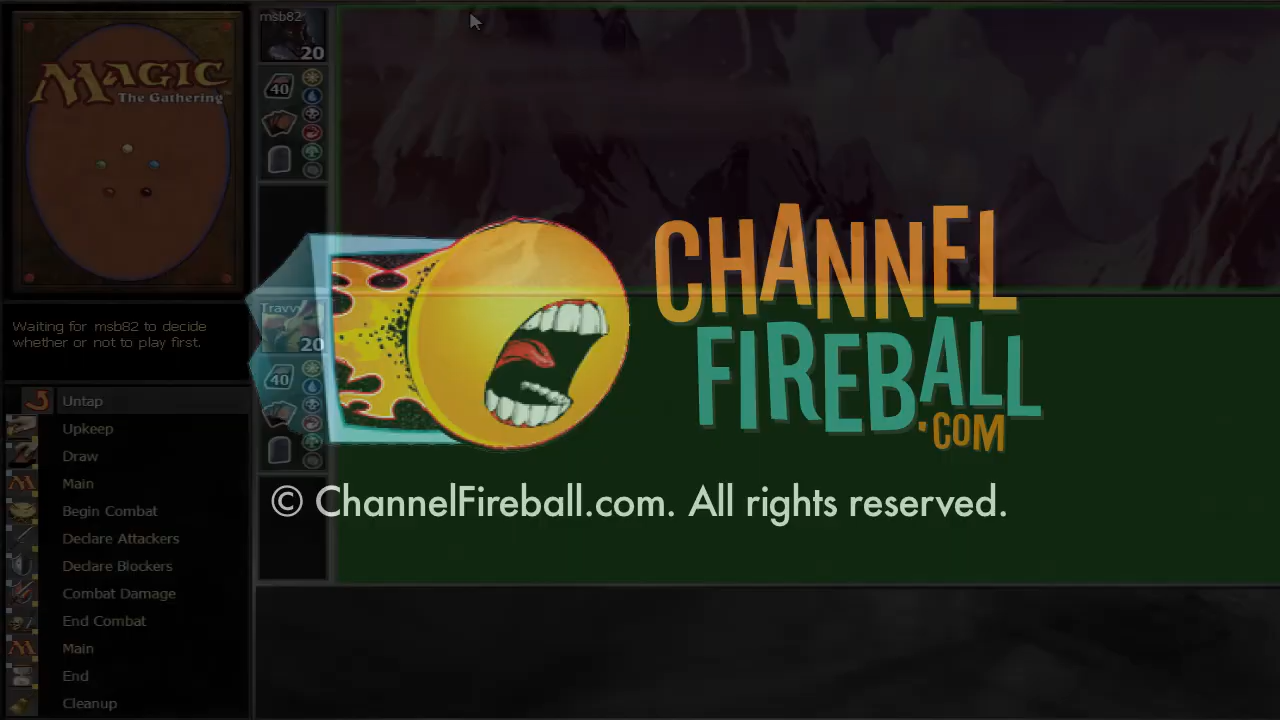 MAGIC
The Gathering
msb82
20
40
Waiting for msb82 to decide
whether or not to play first.
Travv
20
40
Untap
Upkeep
Draw
Main
Begin Combat
Declare Attackers
Declare Blockers
Combat Damage
End Combat
Main
End
Cleanup
CHANNEL
FIREBALL
.COM
© ChannelFireball.com. All rights reserved.